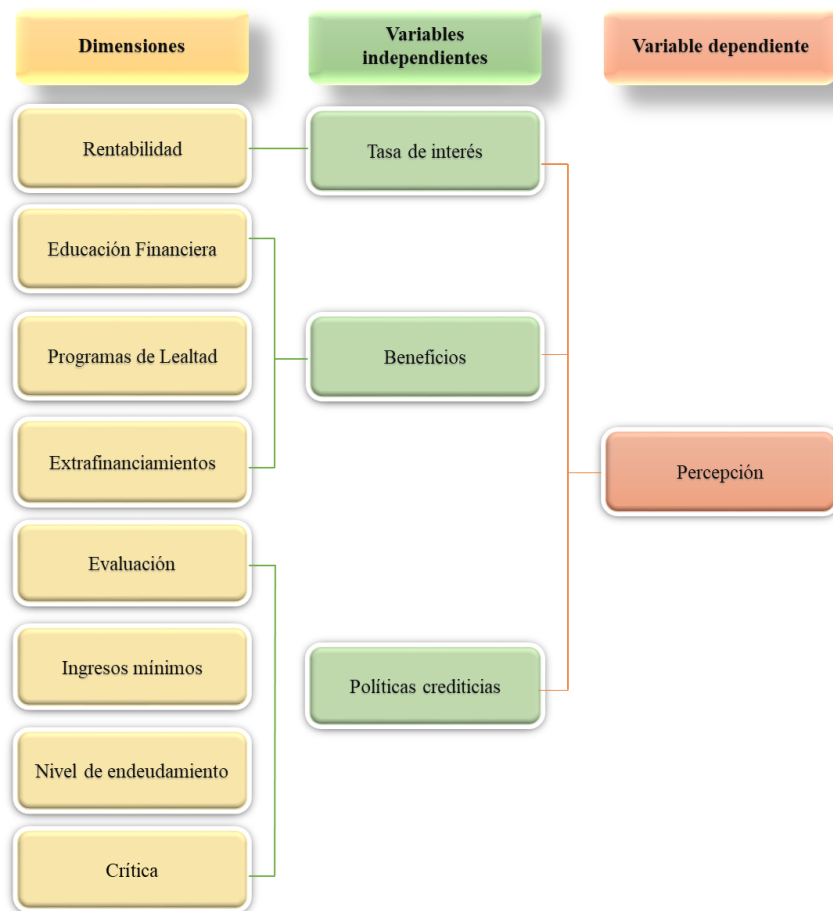 Dimensiones
Variables
independientes
Variable dependiente
Rentabilidad
Tasa de interés
Educación Financiera
Programas de Lealtad
Beneficios
Extrafinanciamientos
Percepción
Evaluación
Ingresos mínimos
Políticas crediticias
Nivel de endeudamiento
Crítica